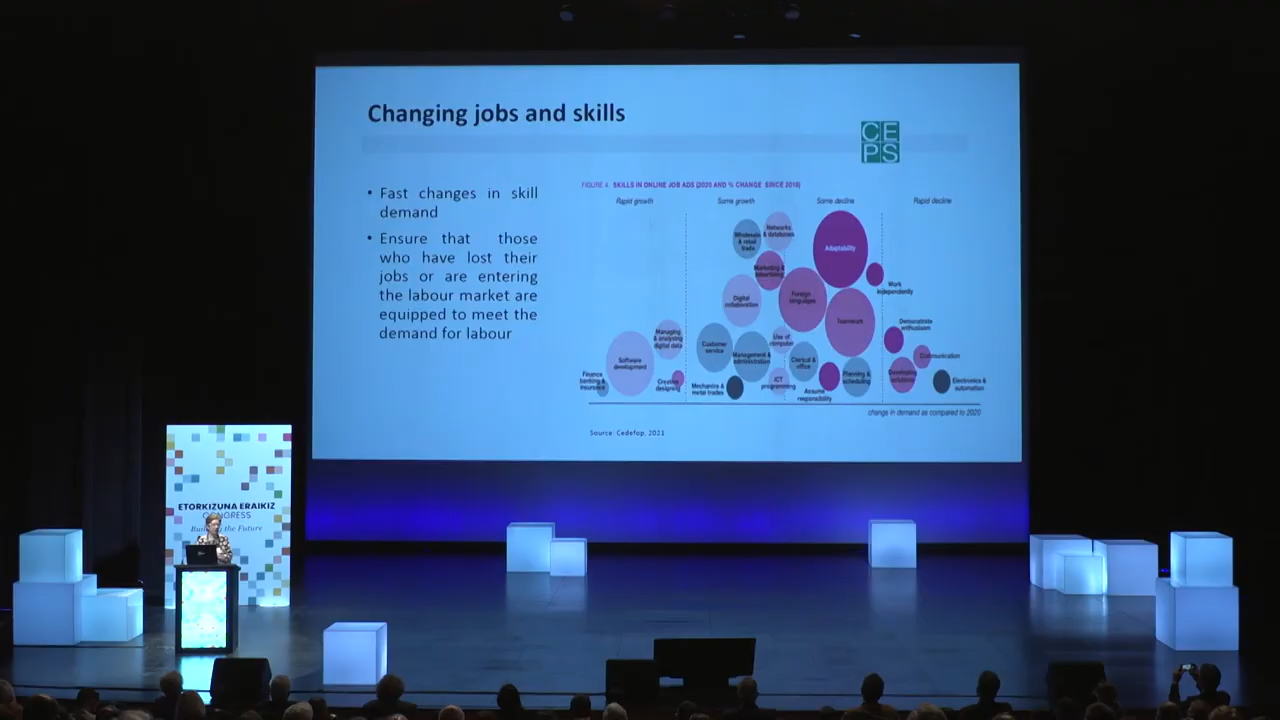 Changing jobs and skills
CE
PS
• Fast changes in skill
demand
• Ensure that those
who have lost their
jobs or are entering
the labour market are
equipped to meet the
demand for labour
FIGURE 4. SKILLS IN ONLINE JOB ADS (2020 AND % CHANGE SINCE 2018)
Rapid growth
Some growth
Some decline
Rapid decline
Wholesale
& retail
trade
Networks
& databases
Adaptability
Marketing &
advertising
Work
independently
Digital
collaboration
Foreign
languages
Teamwork
Demonstrate
enthusiasm
Managing
& analysing
digital data
Software
development
Customer
service
Use of
computer
Management &
administration
Clerical &
office
Communication
Finance
banking &
insurance
Creative
designing
Mechanics &
metal trades
ICT
programming
Assume
responsibility
Planning &
scheduling
Developing
solutions
Electronics &
automation
change in demand as compared to 2020
Source: Cedefop, 2021
ETORKIZUNA ERAIKIZ
CONGRESS
the Future